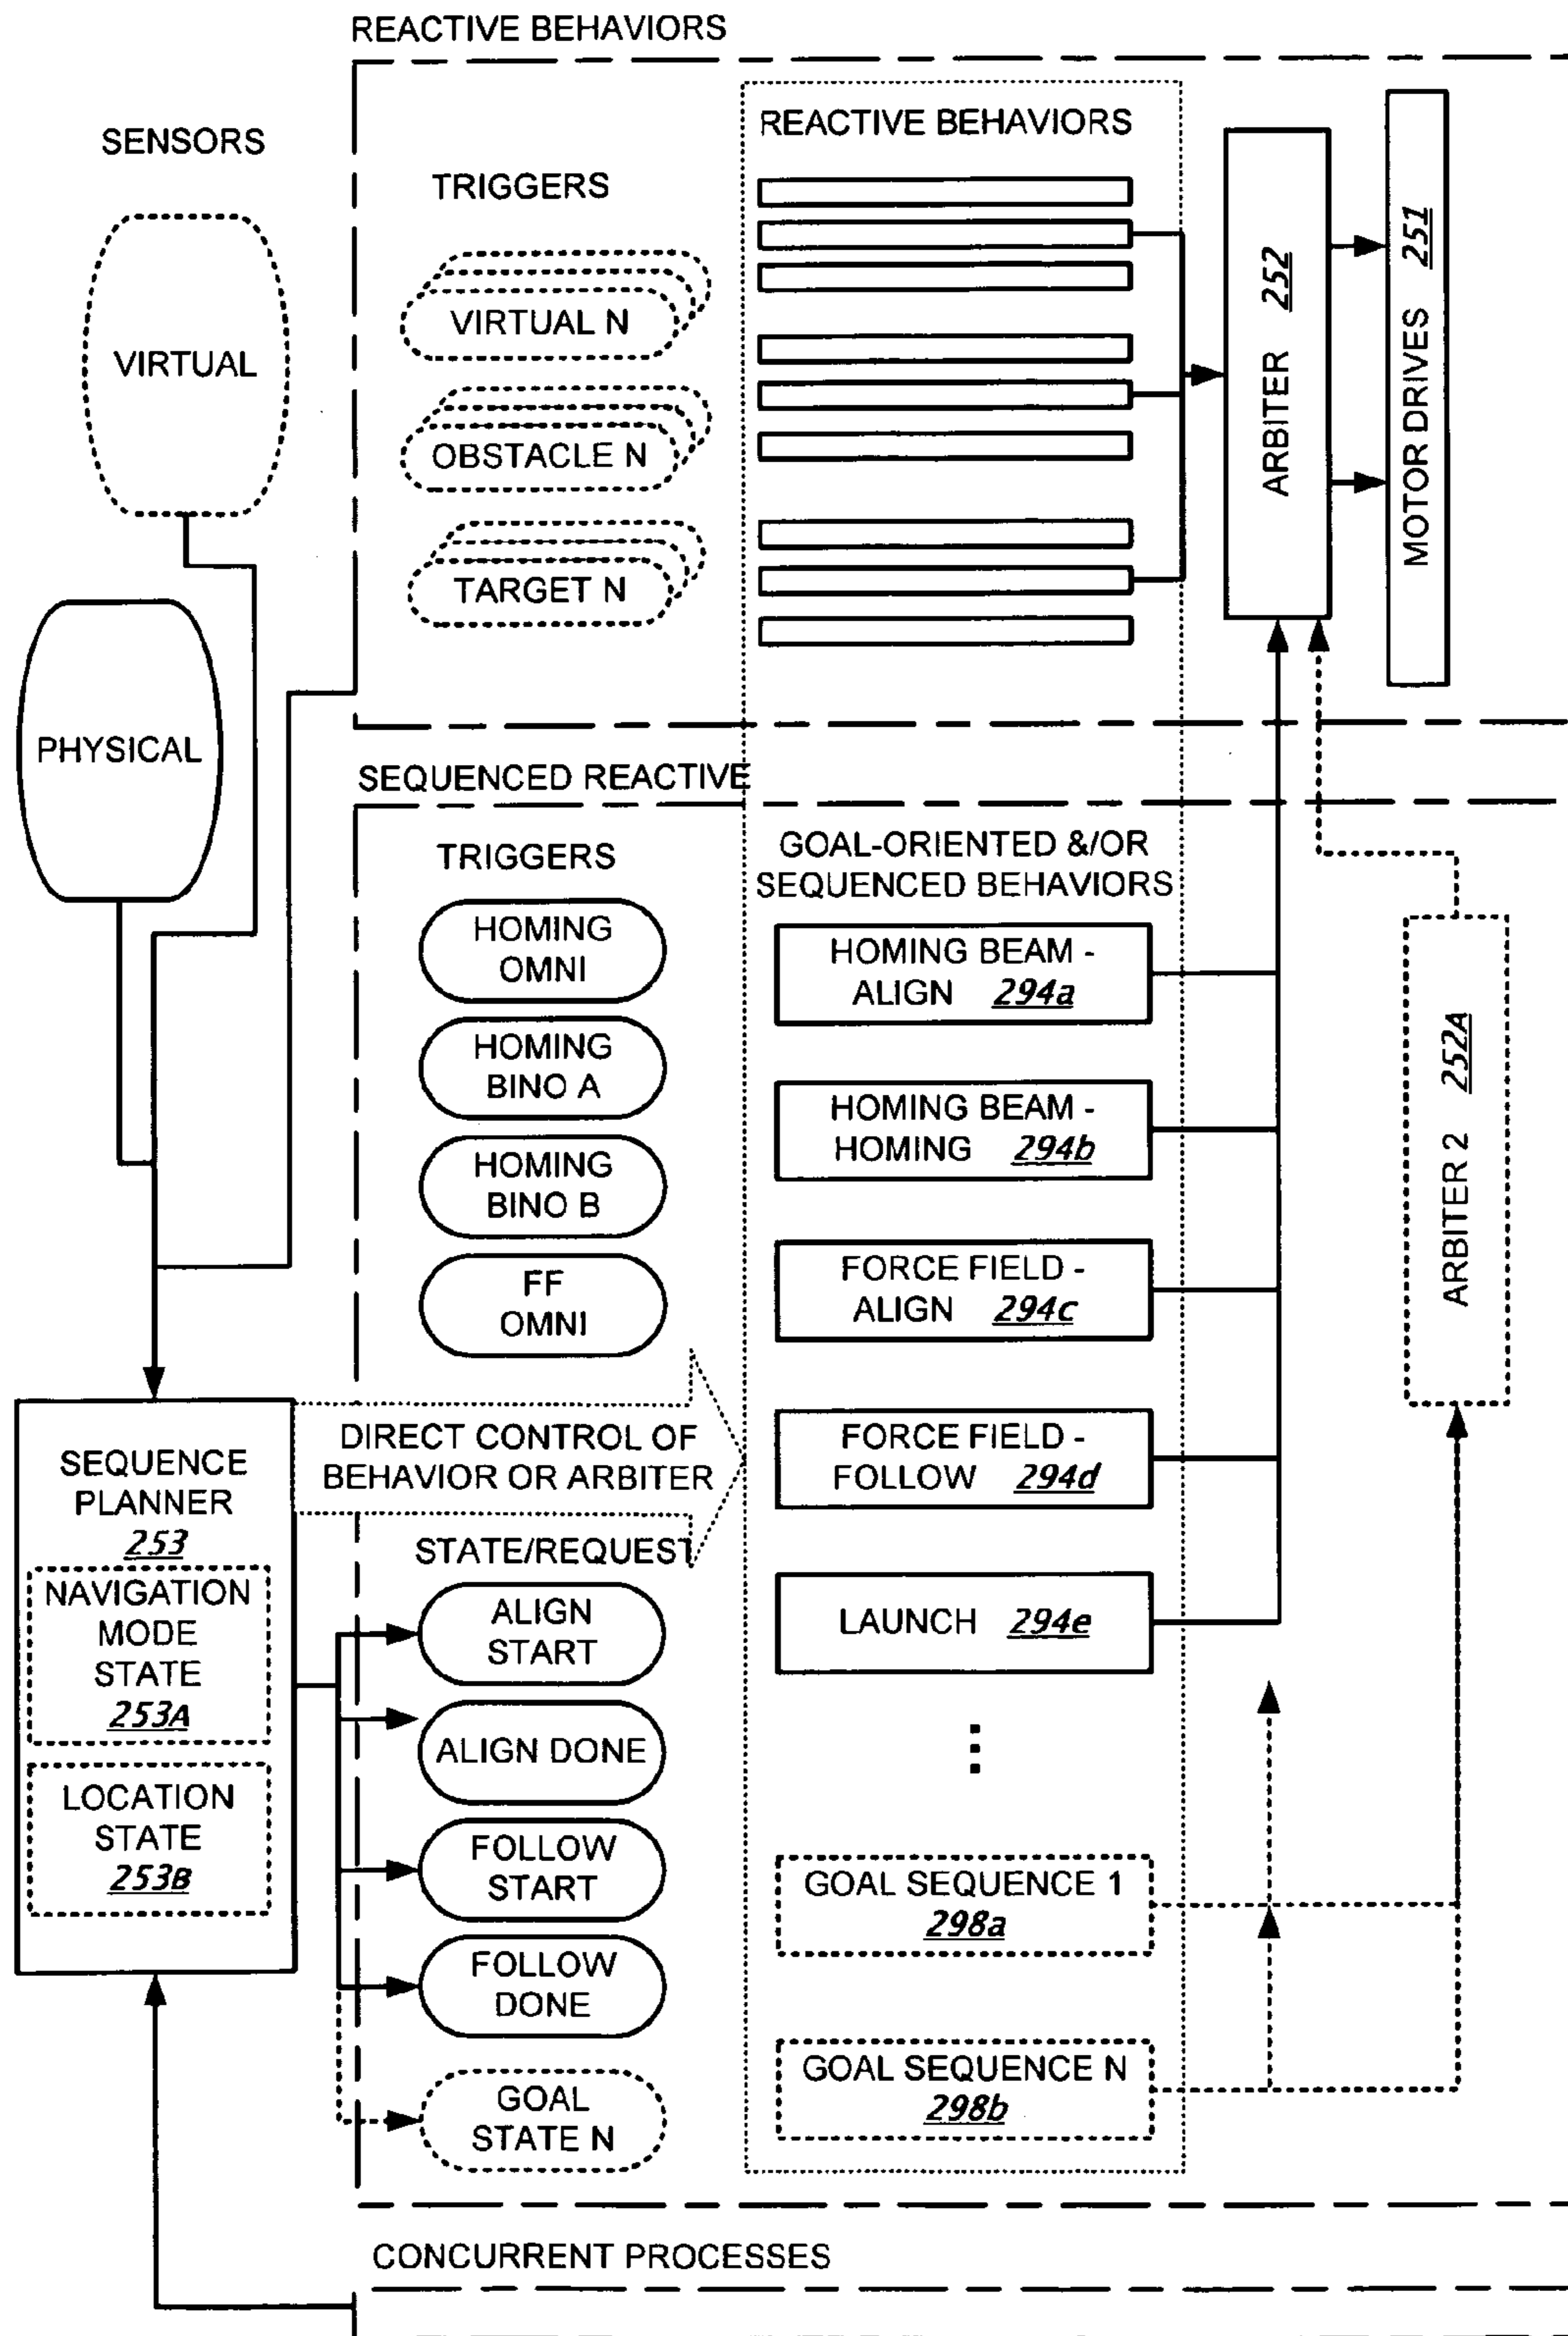 REACTIVE BEHAVIORS
SENSORS
VIRTUAL
PHYSICAL
TRIGGERS
VIRTUAL N
OBSTACLE N
TARGET N
REACTIVE BEHAVIORS
ARBITER 252
MOTOR DRIVES 251
SEQUENCED REACTIVE
TRIGGERS
HOMING
OMNI
HOMING
BINO A
HOMING
BINO B
FF
OMNI
GOAL-ORIENTED &/OR
SEQUENCED BEHAVIORS
HOMING BEAM -
ALIGN 294a
HOMING BEAM -
HOMING 294b
FORCE FIELD -
ALIGN 294c
FORCE FIELD -
FOLLOW 294d
LAUNCH 294e
GOAL SEQUENCE 1
298a
GOAL SEQUENCE N
298b
ARBITER 2 252A
DIRECT CONTROL OF
BEHAVIOR OR ARBITER
SEQUENCE
PLANNER
253
NAVIGATION
MODE
STATE
253A
LOCATION
STATE
253B
STATE/REQUEST
ALIGN
START
ALIGN DONE
FOLLOW
START
FOLLOW
DONE
GOAL
STATE N
CONCURRENT PROCESSES